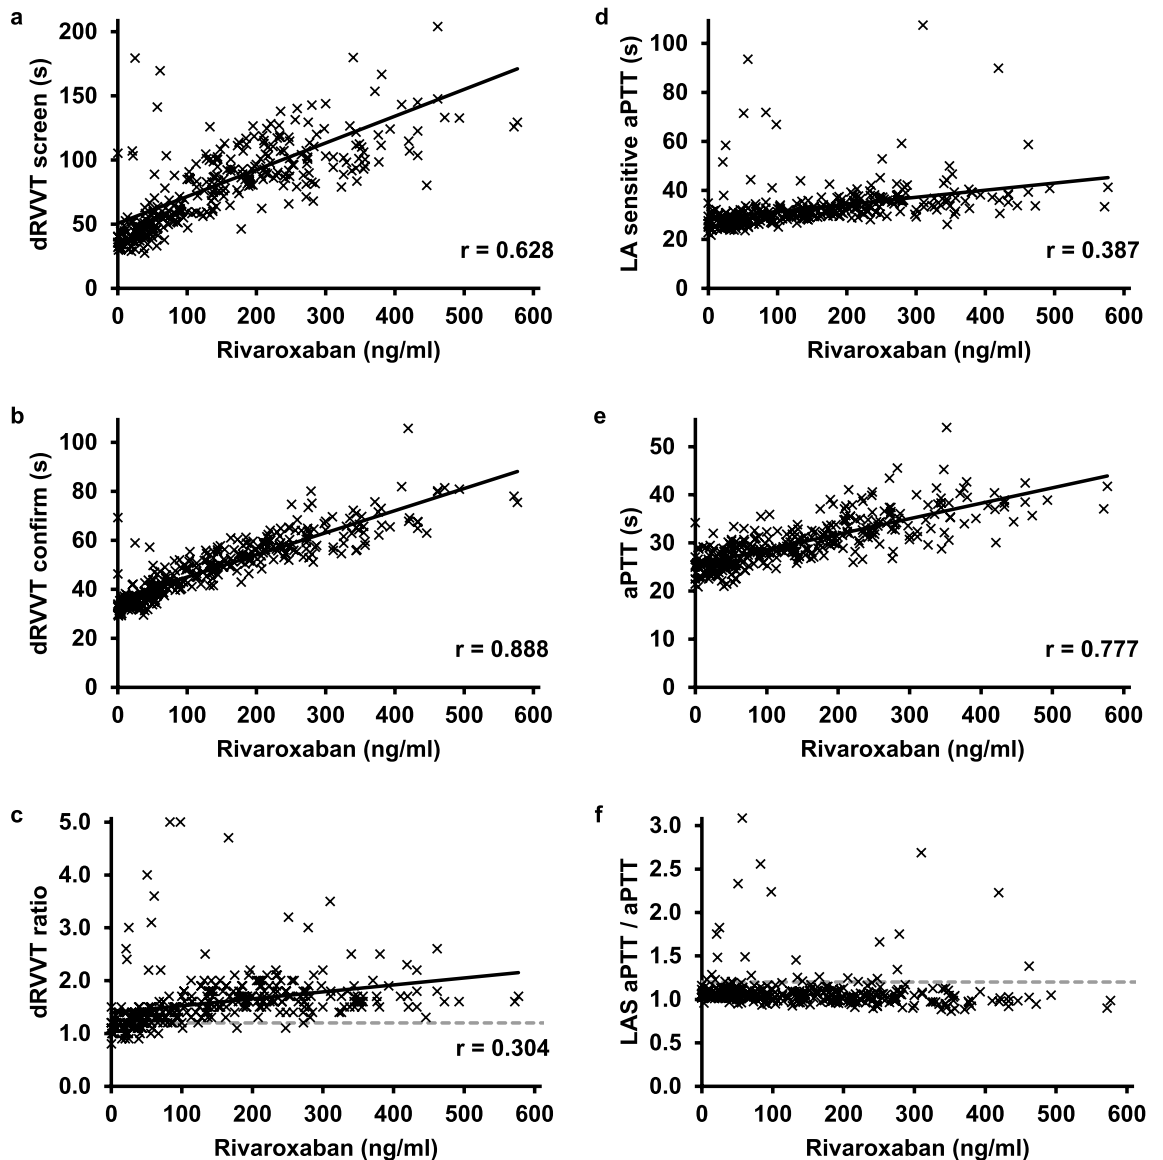 a
dRVVT screen (s)
200
150
100
50
0
0 100 200 300 400 500 600
Rivaroxaban (ng/ml)
r = 0.628
d
LA sensitive aPTT (s)
100
80
60
40
20
0
0 100 200 300 400 500 600
Rivaroxaban (ng/ml)
r = 0.387
b
dRVVT confirm (s)
100
80
60
40
20
0
0 100 200 300 400 500 600
Rivaroxaban (ng/ml)
r = 0.888
e
aPTT (s)
50
40
30
20
10
0
0 100 200 300 400 500 600
Rivaroxaban (ng/ml)
r = 0.777
c
dRVVT ratio
5.0
4.0
3.0
2.0
1.0
0.0
0 100 200 300 400 500 600
Rivaroxaban (ng/ml)
r = 0.304
f
LAS aPTT / aPTT
3.0
2.5
2.0
1.5
1.0
0.5
0.0
0 100 200 300 400 500 600
Rivaroxaban (ng/ml)